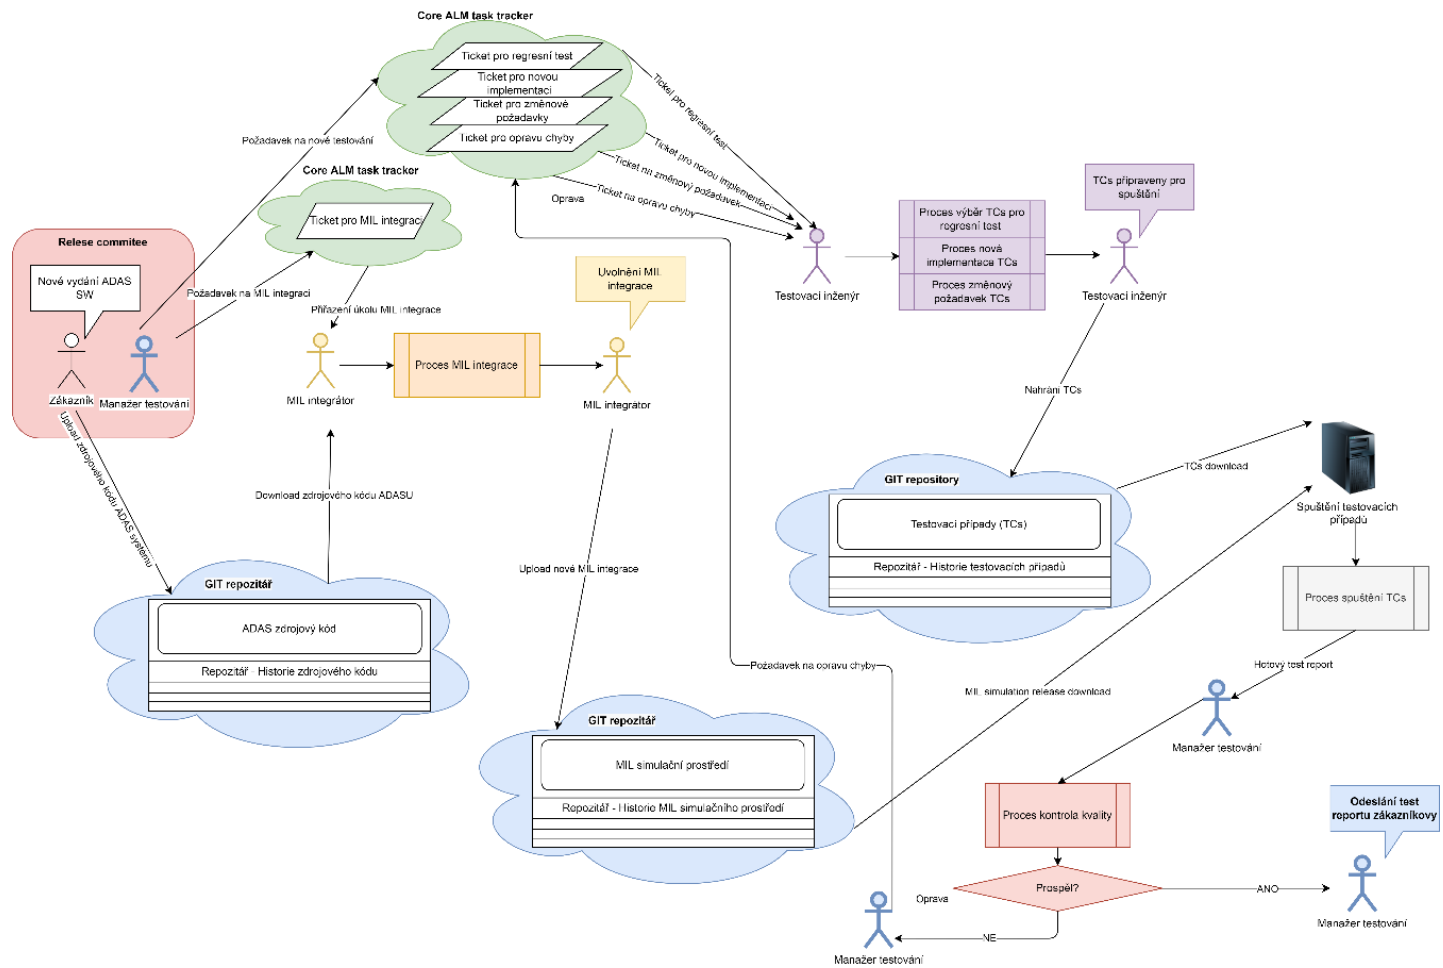 Core ALM task tracker
Ticket pro regresní test
Ticket pro novou
implementaci
Ticket pro změnové
požadavky
Ticket pro opravu chyby
Ticket pro regresní test
Ticket pro novou implementaci
Ticket na změnový požadavek
Ticket na opravu chyby
Oprava
Požadavek na nové testování
Core ALM task tracker
Ticket pro MIL integraci
Relese commitee
Nové vydání ADAS
SW
Zákazník
Manažer testování
Požadavek na MIL integraci
Přiřazení úkolu MIL integrace
MIL integrátor
Proces MIL integrace
Uvolnění MIL
integrace
MIL integrátor
Testovací inženýr
Proces výběr TCs pro
regresní test
Proces nová
implementace TCs
Proces změnový
požadavek TCs
TCs připraveny pro
spuštění
Testovací inženýr
Nahrání TCs
Upload zdrojového kódu ADAS systému
Download zdrojového kódu ADASU
GIT repozitář
ADAS zdrojový kód
Repozitář - Historie zdrojového kódu
Upload nové MIL integrace
GIT repozitář
MIL simulační prostředí
Repozitář - Historie MIL simulačního prostředí
GIT repository
Testovací případy (TCs)
Repozitář - Historie testovacích případů
TCs download
MIL simulation release download
Spuštění testovacích
případů
Proces spuštění TCs
Hotový test report
Manažer testování
Proces kontrola kvality
Prospěl?
ANO
NE
Oprava
Požadavek na opravu chyby
Manažer testování
Odeslání test
reportu zákazníkovy
Manažer testování